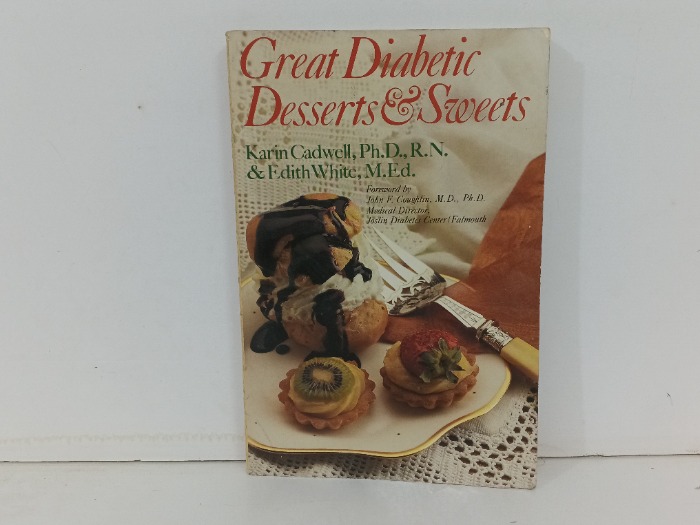 Great Diabetic
Desserts & Sweets
Karin Cadwell, Ph.D., R.N.
& Edith White, M.Ed.
Foreword by
John F. Coughlin, M.D., Ph.D.
Medical Director,
Joslin Diabetes Center/Falmouth